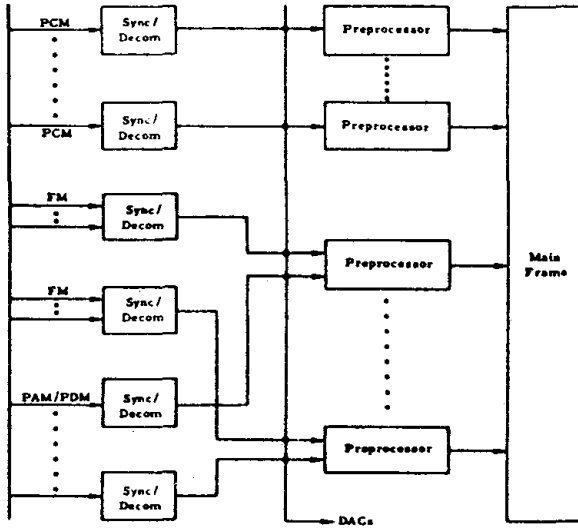 PCM
Sync/
Decom
Preprocessor
PCM
Sync/
Decom
Preprocessor
FM
Sync/
Decom
Preprocessor
Main
Frame
FM
Sync/
Decom
PAM/PDM
Sync/
Decom
Preprocessor
Sync/
Decom
DACs